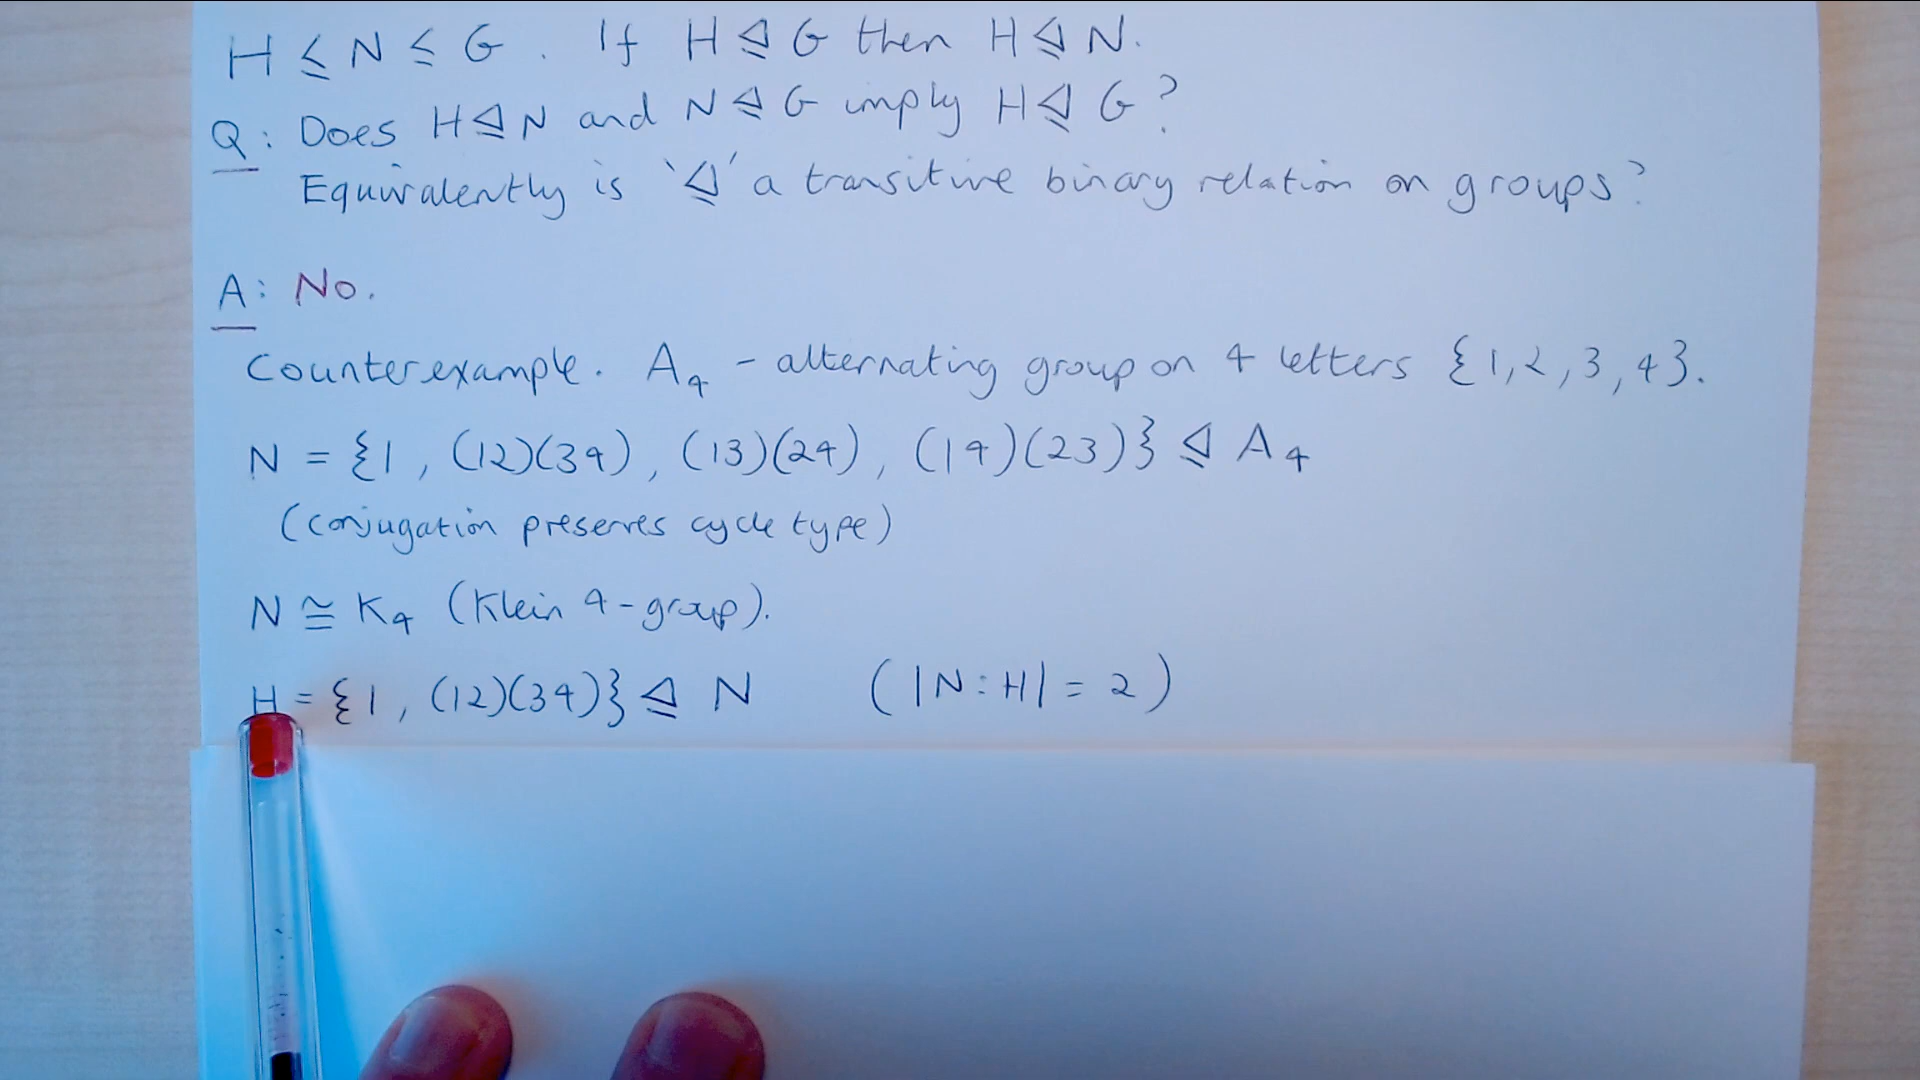 H ≤ N ≤ G . If H ⊴ G then H ⊴ N.
Q: Does H ⊴ N and N ⊴ G imply H ⊴ G ?
Equivalently is '⊴' a transitive binary relation on groups?
A: No.
Counterexample. A₄ - alternating group on 4 letters {1,2,3,4}.
N = {1, (12)(34), (13)(24), (14)(23)} ⊴ A₄
(conjugation preserves cycle type)
N ≅ K₄ (Klein 4-group).
H = {1, (12)(34)} ⊴ N (|N:H| = 2)